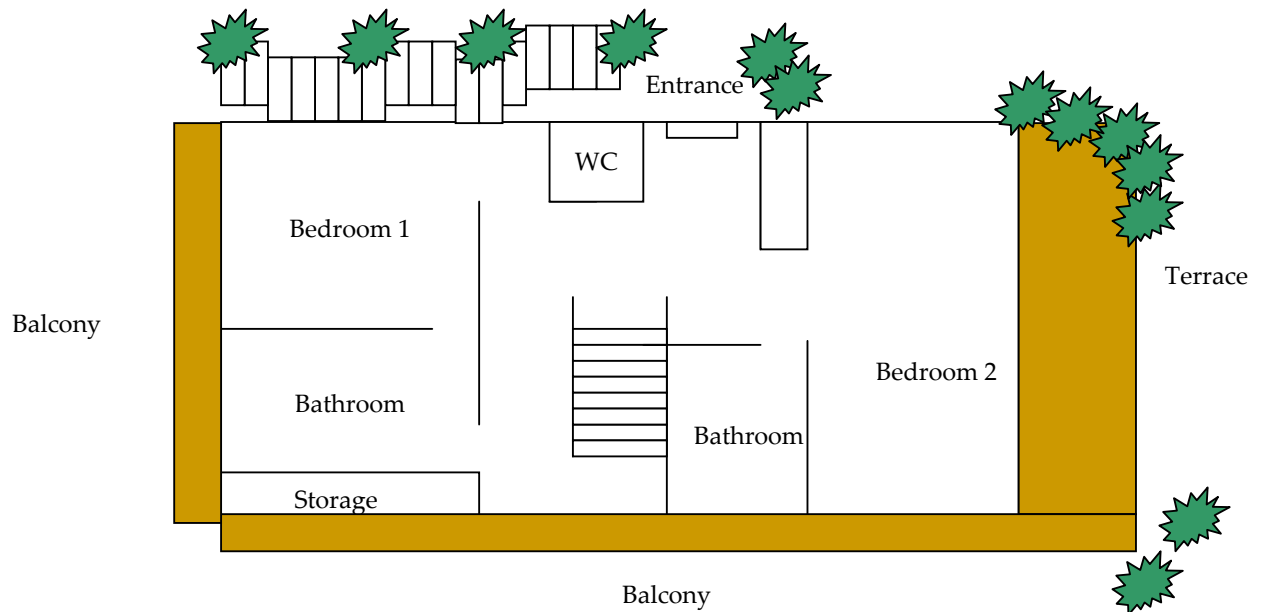 Entrance
WC
Bedroom 1
Terrace
Balcony
Bedroom 2
Bathroom
Bathroom
Storage
Balcony